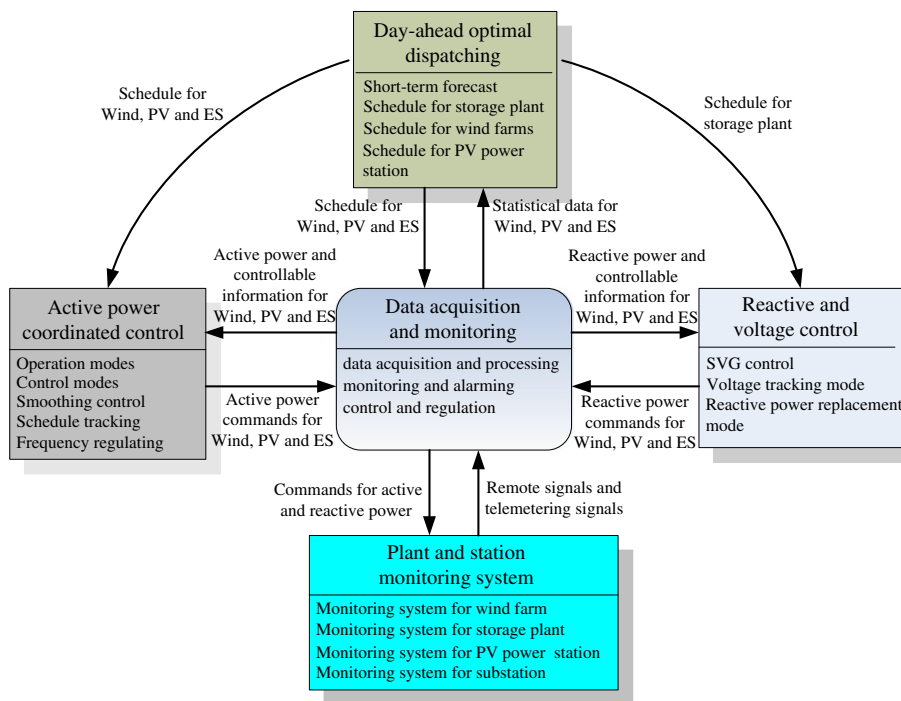 Day-ahead optimal
dispatching
Short-term forecast
Schedule for storage plant
Schedule for wind farms
Schedule for PV power
station
Schedule for
Wind, PV and ES
Schedule for
storage plant
Schedule for
Wind, PV and ES
Statistical data for
Wind, PV and ES
Active power and
controllable
information for
Wind, PV and ES
Reactive power and
controllable
information for
Wind, PV and ES
Active power
coordinated control
Operation modes
Control modes
Smoothing control
Schedule tracking
Frequency regulating
Data acquisition
and monitoring
data acquisition and processing
monitoring and alarming
control and regulation
Reactive and
voltage control
SVG control
Voltage tracking mode
Reactive power replacement
mode
Active power
commands for
Wind, PV and ES
Reactive power
commands for
Wind, PV and ES
Commands for active
and reactive power
Remote signals and
telemetering signals
Plant and station
monitoring system
Monitoring system for wind farm
Monitoring system for storage plant
Monitoring system for PV power station
Monitoring system for substation